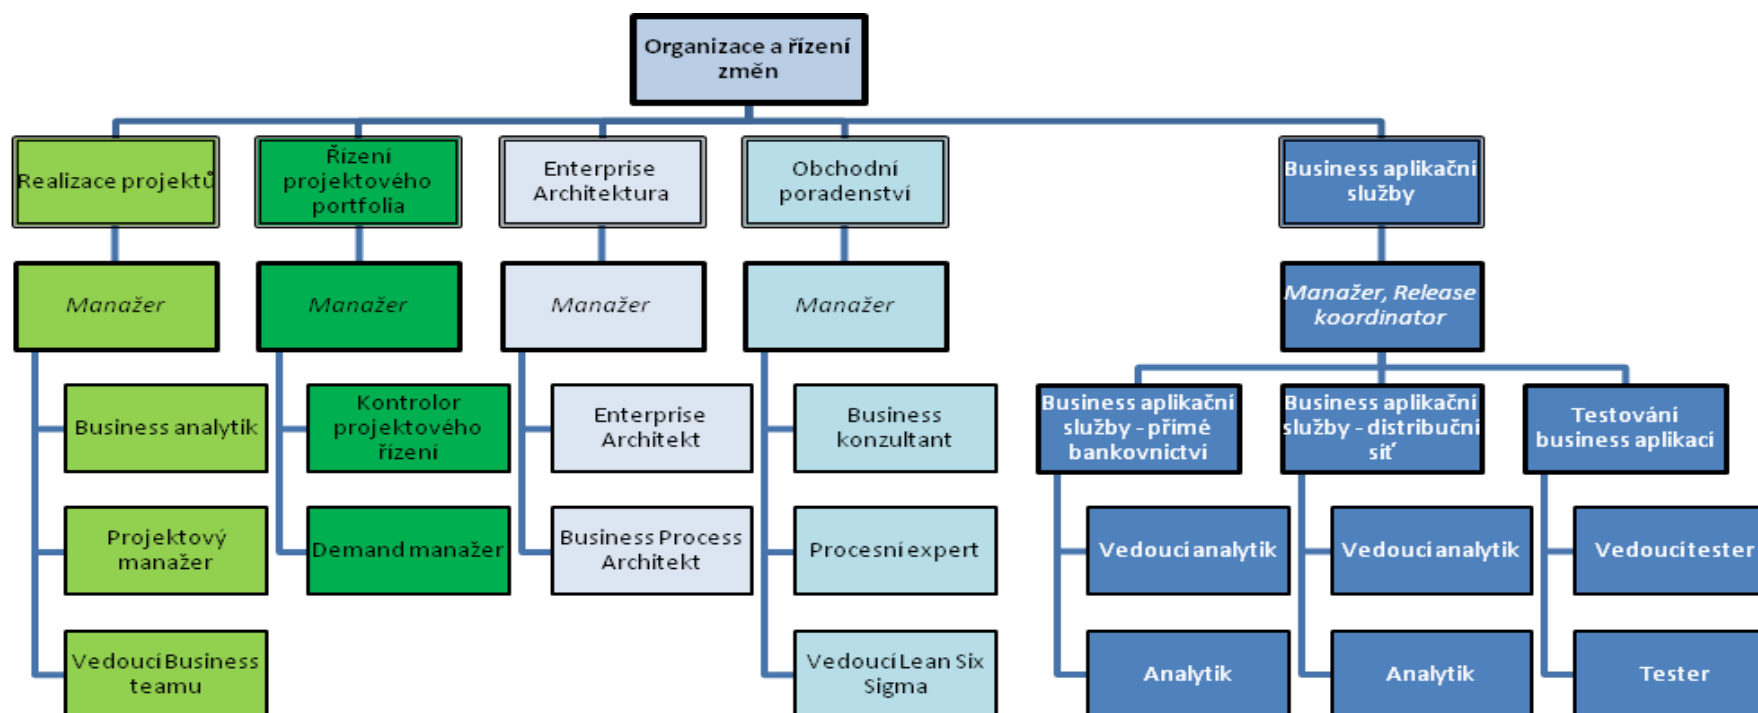 Organizace a řízení
změn
Realizace projektů
Řízení
projektového
portfolia
Enterprise
Architektura
Obchodní
poradenství
Business aplikační
služby
Manažer
Manažer
Manažer
Manažer
Manažer, Release
koordinator
Business analytik
Kontrolor
projektového
řízení
Enterprise
Architekt
Business
konzultant
Business aplikační
služby - přímé
bankovnictví
Business aplikační
služby - distribuční
síť
Testování
business aplikací
Projektový
manažer
Demand manažer
Business Process
Architekt
Procesní expert
Vedoucí analytik
Vedoucí analytik
Vedoucí tester
Vedoucí Business
teamu
Vedoucí Lean Six
Sigma
Analytik
Analytik
Tester